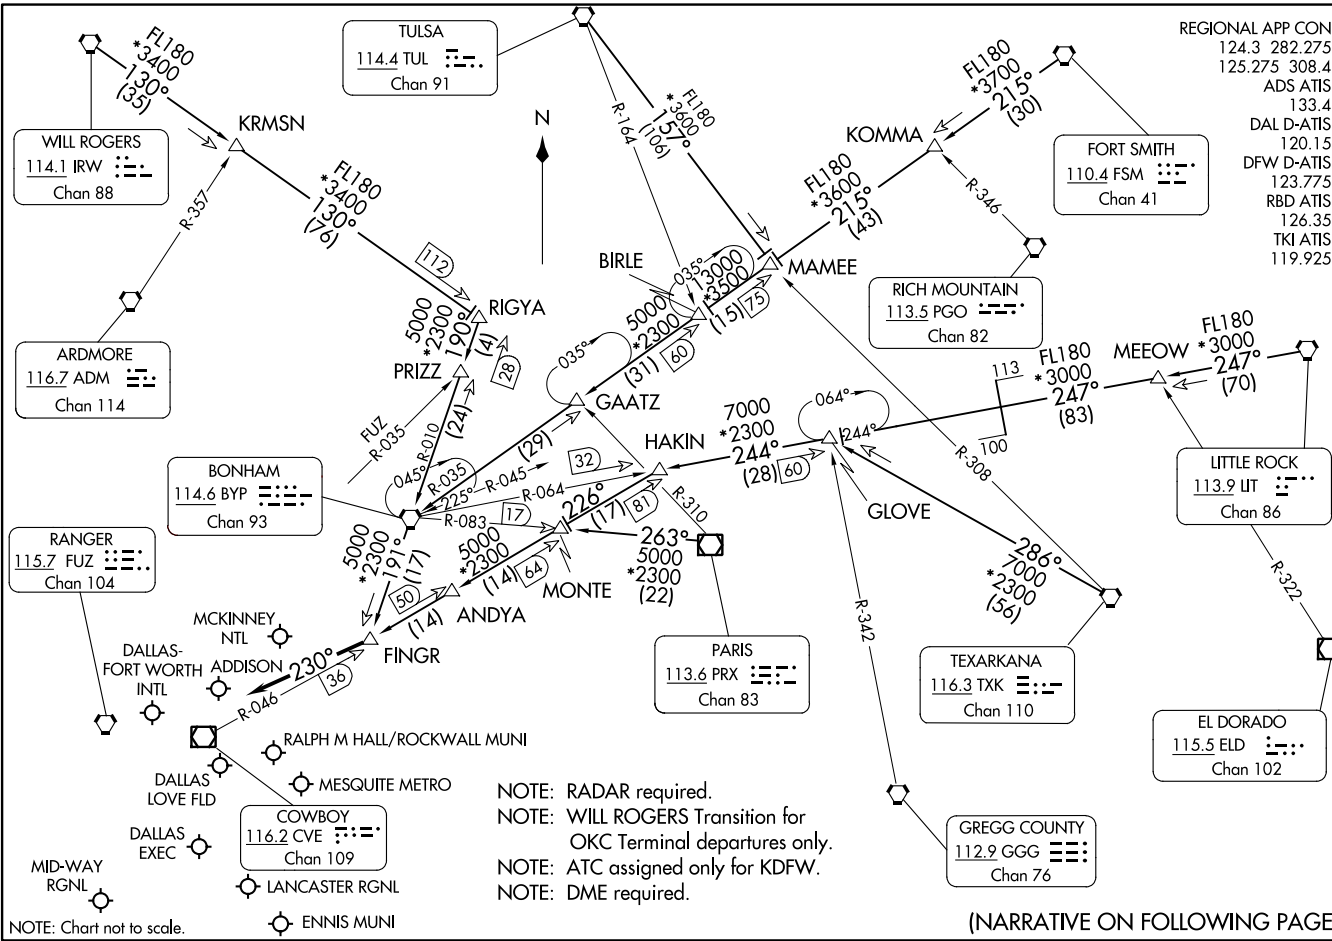 REGIONAL APP CON
124.3 282.275
125.275 308.4
ADS ATIS
133.4
DAL D-ATIS
120.15
DFW D-ATIS
123.775
RBD ATIS
126.35
TKI ATIS
119.925
TULSA
114.4 TUL
Chan 91
WILL ROGERS
114.1 IRW
Chan 88
FL180
*3400
130°
(35)
KRMSN
R-357
FL180
*3400
130°
(76)
112
RIGYA
5000
*2300
190°
(4)
28
PRIZZ
ARDMORE
116.7 ADM
Chan 114
N
R-164
FL180
*3600
157°
(106)
FL180
*3700
215°
(30)
KOMMA
FORT SMITH
110.4 FSM
Chan 41
FL180
*3600
215°
(43)
R-346
RICH MOUNTAIN
113.5 PGO
Chan 82
BIRLE
035°
13000
*3500
(15)
75
MAMEE
5000
*2300
(31)
60
035°
GAATZ
(29)
FUZ
R-035
R-010
(24)
BONHAM
114.6 BYP
Chan 93
045°
R-035
225°
R-045
R-064
32
R-083
17
HAKIN
7000
*2300
244°
(28)
60
064°
244°
GLOVE
113
100
FL180
*3000
247°
(83)
MEEOW
FL180
*3000
247°
(70)
LITTLE ROCK
113.9 LIT
Chan 86
R-308
R-310
226°
(17)
81
263°
5000
*2300
(22)
MONTE
5000
*2300
(14)
64
ANDYA
50
(14)
5000
*2300
191°
(17)
FINGR
230°
R-046
36
RANGER
115.7 FUZ
Chan 104
MCKINNEY
NTL
DALLAS-
FORT WORTH
INTL
ADDISON
RALPH M HALL/ROCKWALL MUNI
MESQUITE METRO
DALLAS
LOVE FLD
COWBOY
116.2 CVE
Chan 109
DALLAS
EXEC
MID-WAY
RGNL
LANCASTER RGNL
ENNIS MUNI
PARIS
113.6 PRX
Chan 83
286°
7000
*2300
(56)
TEXARKANA
116.3 TXK
Chan 110
R-342
R-322
GREGG COUNTY
112.9 GGG
Chan 76
EL DORADO
115.5 ELD
Chan 102
NOTE: RADAR required.
NOTE: WILL ROGERS Transition for
OKC Terminal departures only.
NOTE: ATC assigned only for KDFW.
NOTE: DME required.
NOTE: Chart not to scale.
(NARRATIVE ON FOLLOWING PAGE